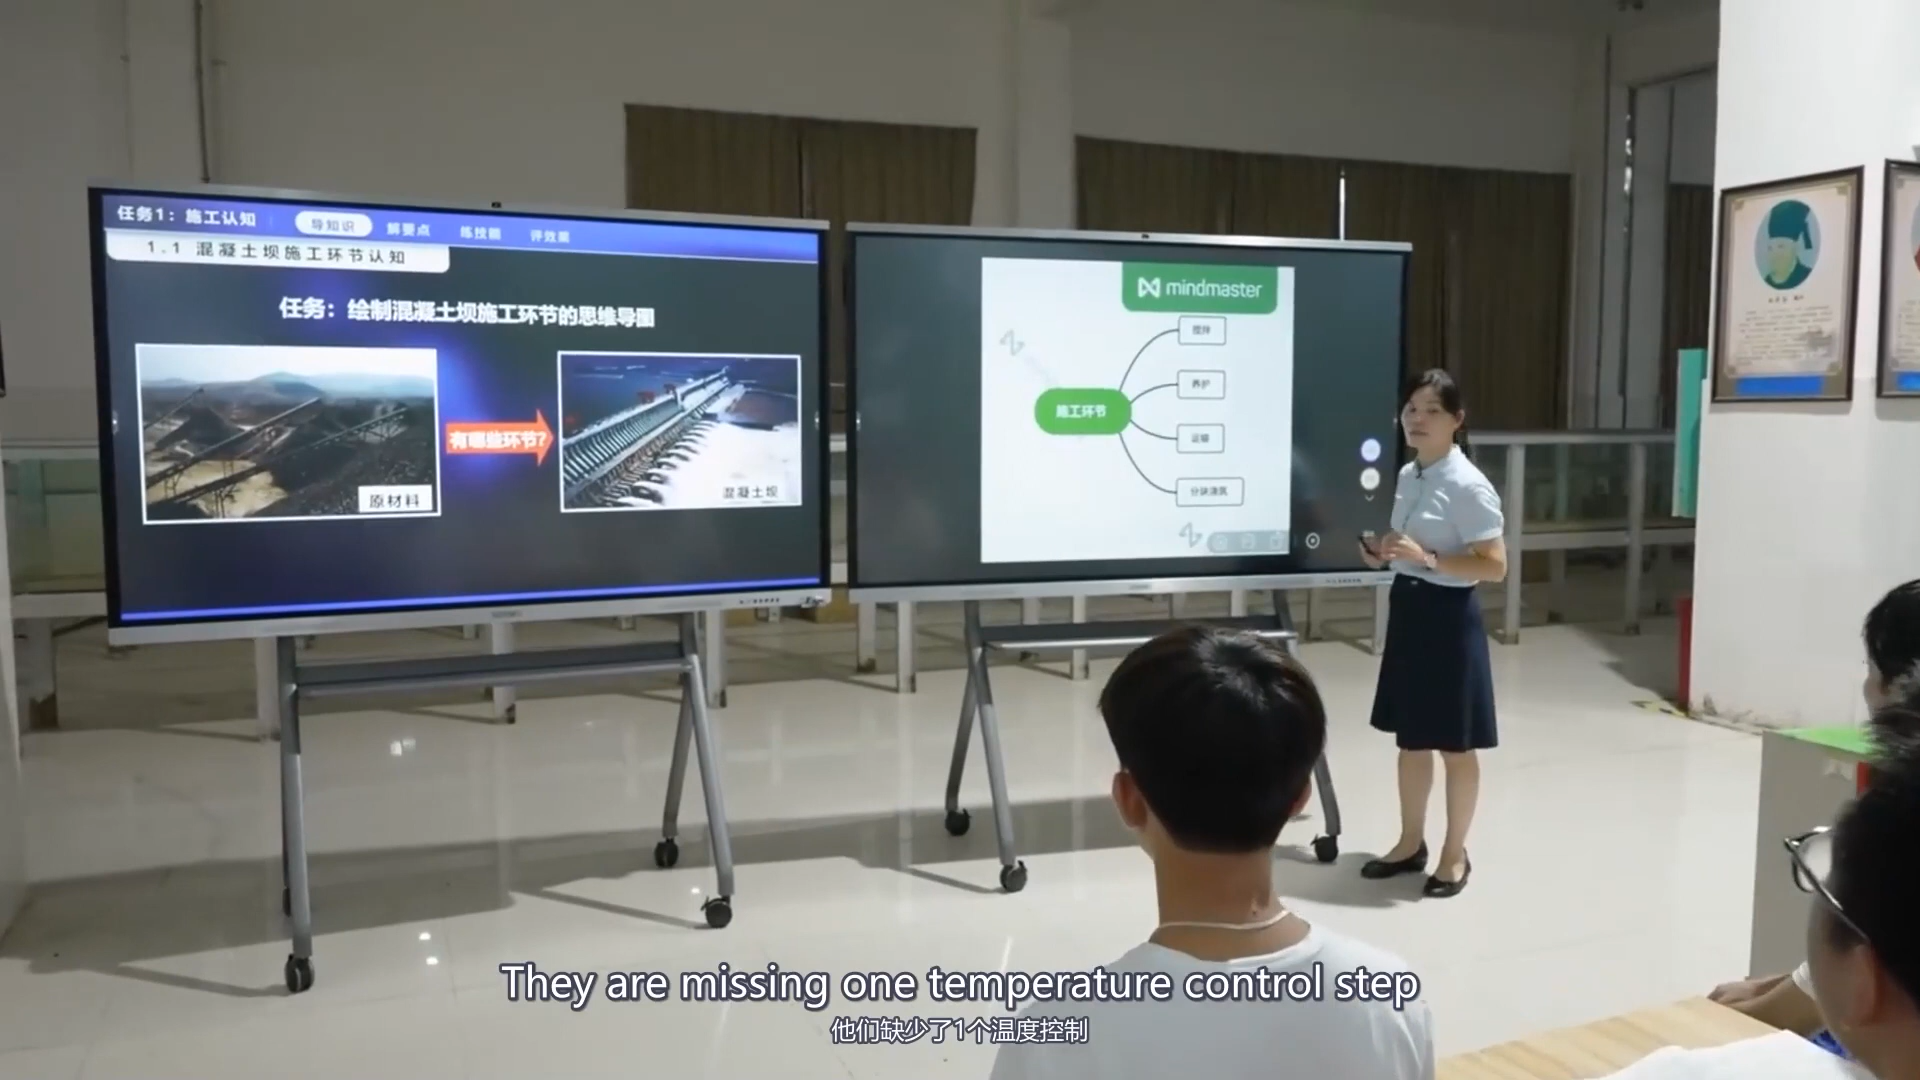 任务1：施工认知
导知识
解要点
练技能
评效果
1.1 混凝土坝施工环节认知
任务：绘制混凝土坝施工环节的思维导图
有哪些环节?
原材料
混凝土坝
mindmaster
施工环节
搅拌
养护
运输
分块浇筑
They are missing one temperature control step
他们缺少了1个温度控制